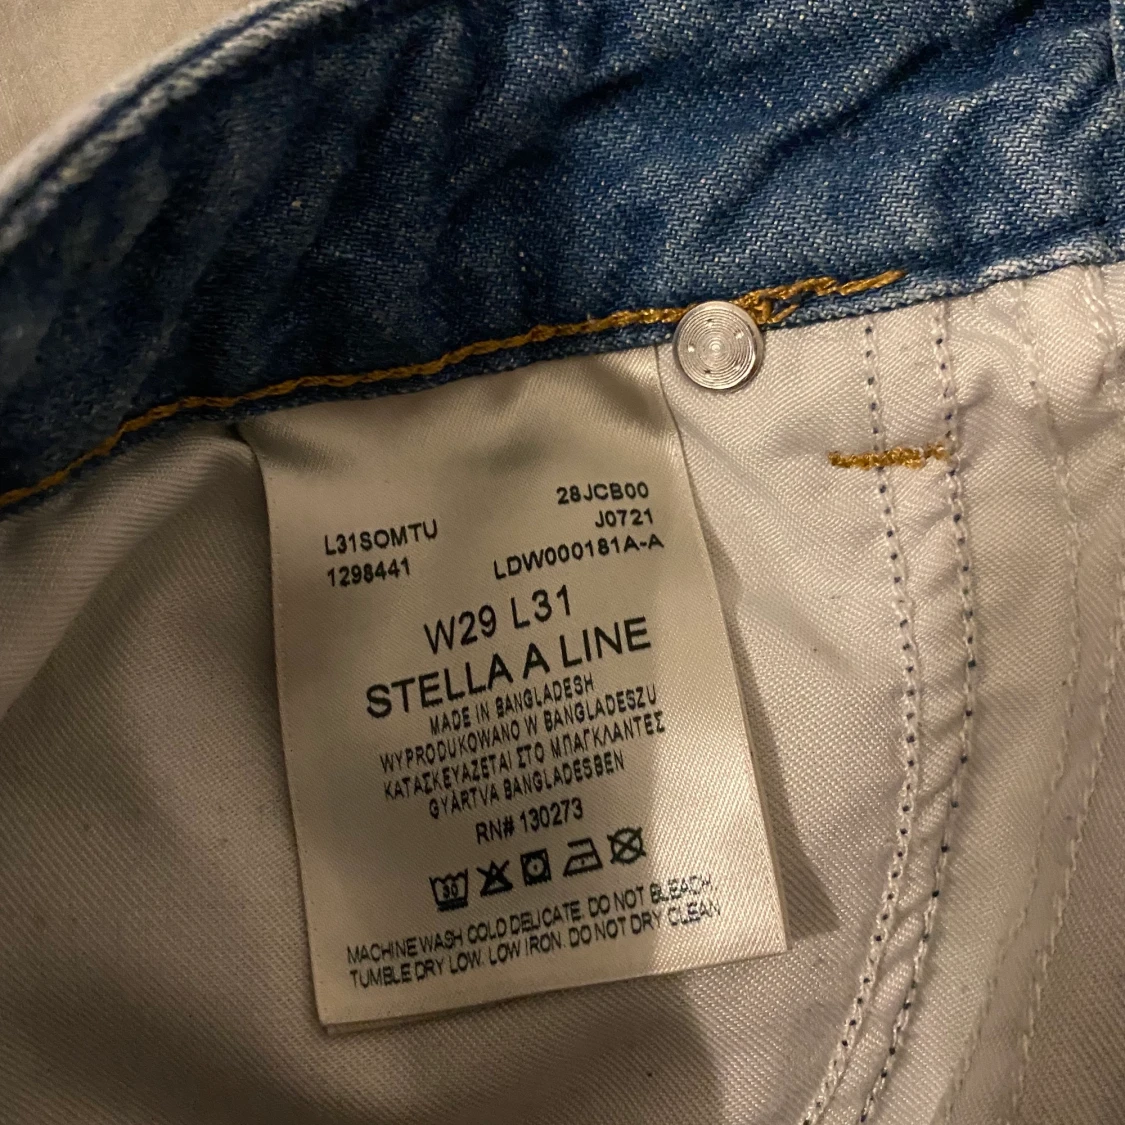 28JCB00
L31SOMTU J0721
1298441 LDW000181A-A
W29 L31
STELLA A LINE
MADE IN BANGLADESH
WYPRODUKOWANO W BANGLADESZU
ΚΑΤΑΣΚΕΥΑΖΕΤΑΙ ΣΤΟ ΜΠΑΓΚΛΑΝΤΕΣ
GYÁRTVA BANGLADESBEN
RN# 130273
30
MACHINE WASH COLD DELICATE. DO NOT BLEACH.
TUMBLE DRY LOW. LOW IRON. DO NOT DRY CLEAN